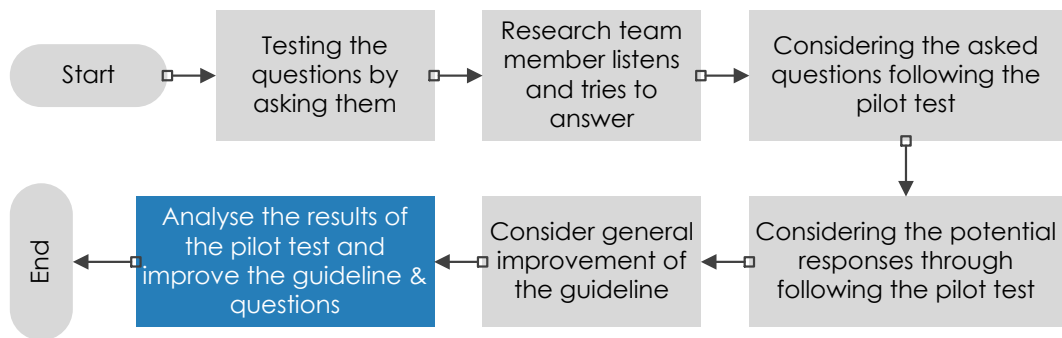 Start
Testing the
questions by
asking them
Research team
member listens
and tries to
answer
Considering the asked
questions following the
pilot test
Considering the potential
responses through
following the pilot test
Consider general
improvement of
the guideline
Analyse the results of
the pilot test and
improve the guideline &
questions
End